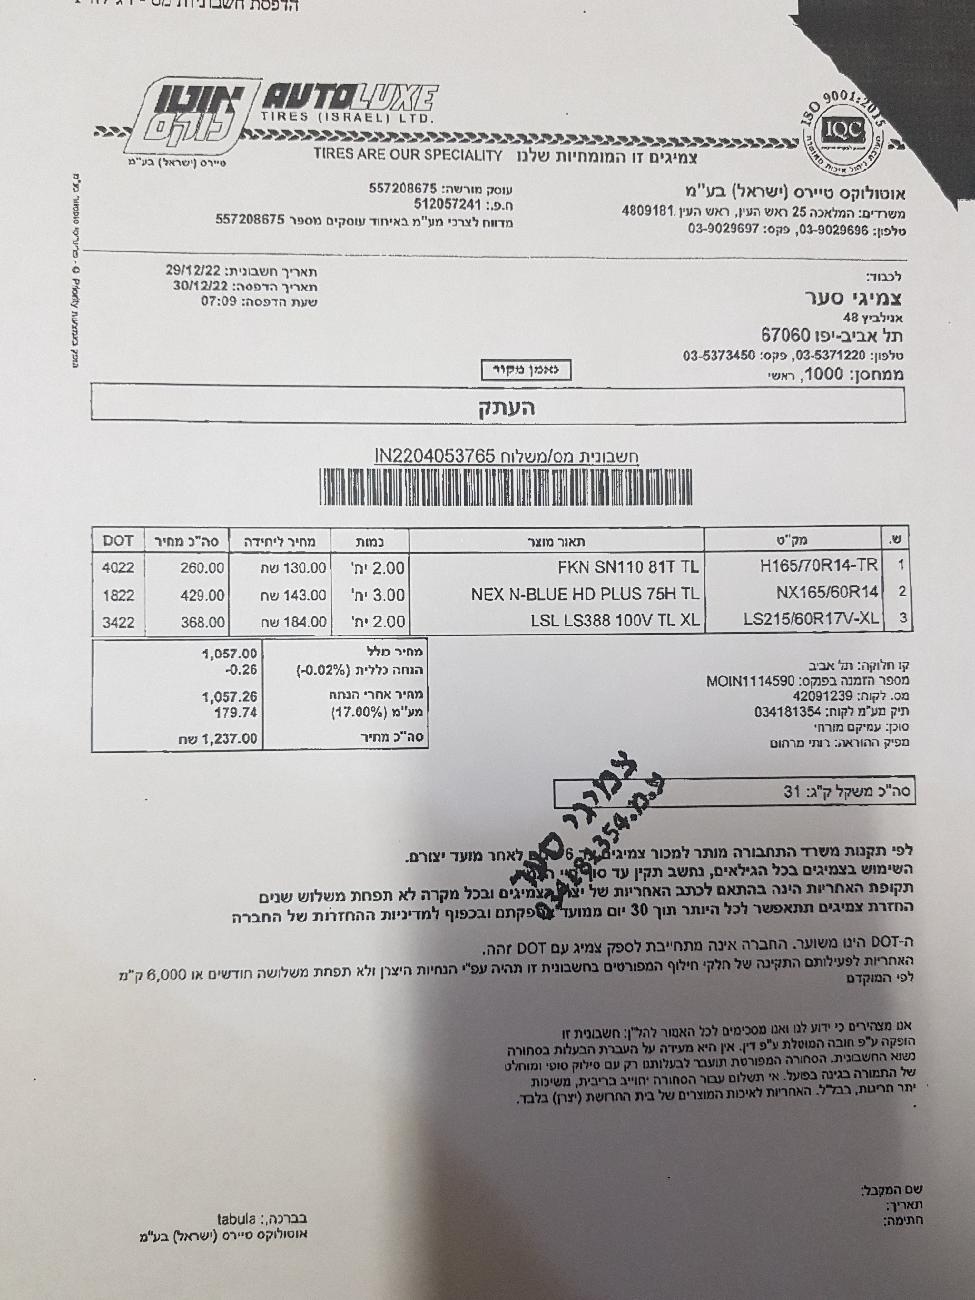 אוטו לוקס
טיירס (ישראל) בע"מ
AUTOLUXE
TIRES (ISRAEL) LTD.
ISO 9001:2015
IQC
TIRES ARE OUR SPECIALITY צמיגים זו המומחיות שלנו
אוטולוקס טיירס (ישראל) בע"מ
משרדים: המלאכה 25 ראש העין, ראש העין 4809181
טלפון: 03-9029696, פקס: 03-9029697
עוסק מורשה: 557208675
ח.פ.: 512057241
מדווח לצרכי מע"מ באיחוד עוסקים מספר 557208675
תאריך חשבונית: 29/12/22
תאריך הדפסה: 30/12/22
שעת הדפסה: 07:09
לכבוד:
צמיגי סער
אנילביץ 48
תל אביב-יפו 67060
טלפון: 03-5371220, פקס: 03-5373450
ממחסן: 1000, ראשי
נאמן מקור
העתק
חשבונית מס/משלוח IN2204053765
ש. מק"ט תאור מוצר כמות מחיר ליחידה סה"כ מחיר DOT
1 H165/70R14-TR FKN SN110 81T TL 2.00 יח' 130.00 שח 260.00 4022
2 NX165/60R14 NEX N-BLUE HD PLUS 75H TL 3.00 יח' 143.00 שח 429.00 1822
3 LS215/60R17V-XL LSL LS388 100V TL XL 2.00 יח' 184.00 שח 368.00 3422
מחיר כולל 1,057.00
הנחה כללית (-0.02%) -0.26
מחיר אחרי הנחה 1,057.26
מע"מ (17.00%) 179.74
סה"כ מחיר 1,237.00 שח
קו חלוקה: תל אביב
מספר הזמנה בפנקס: MOIN1114590
מס. לקוח: 42091239
תיק מע"מ לקוח: 034181354
סוכן: עמיקם מזרחי
מפיק ההוראה: רותי מרחום
סה"כ משקל ק"ג: 31
צמיגי סער
ע.מ. 034181354
לפי תקנות משרד התחבורה מותר למכור צמיגים עד 6 לאחר מועד יצורם.
השימוש בצמיגים בכל הגילאים, נחשב תקין עד סוף
תקופת האחריות הינה בהתאם לכתב האחריות של יצרן הצמיגים ובכל מקרה לא תפחת משלוש שנים
החזרת צמיגים תתאפשר לכל היותר תוך 30 יום ממועד אספקתם ובכפוף למדיניות ההחזרות של החברה
ה-DOT הינו משוער. החברה אינה מתחייבת לספק צמיג עם DOT זהה.
האחריות לפעילותם התקינה של חלקי חילוף המפורטים בחשבונית זו תהיה עפ"י הנחיות היצרן ולא תפחת משלושה חודשים או 6,000 ק"מ
לפי המוקדם
אנו מצהירים כי ידוע לנו ואנו מסכימים לכל האמור להל"ן: חשבונית זו
הופקה ע"פ חובה המוטלת ע"פ דין. אין היא מעידה על העברת הבעלות בסחורה
נשוא החשבונית. הסחורה המפורטת תועבר לבעלותנו רק עם סילוק סופי ומוחלט
של התמורה בגינה בפועל. אי תשלום עבור הסחורה יחוייב בריבית, משיכות
יתר חריגות, בבל"ל. האחריות לאיכות המוצרים של בית החרושת (יצרן) בלבד.
שם המקבל:
תאריך:
חתימה:
בברכה,: tabula
אוטולוקס טיירס (ישראל) בע"מ